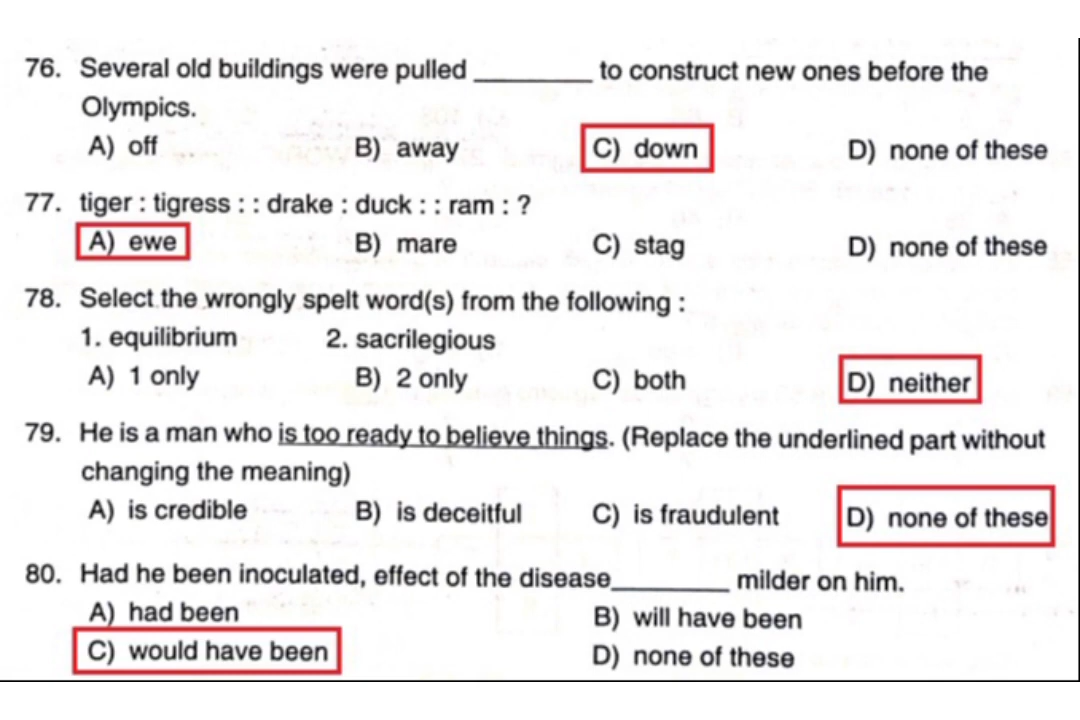 76. Several old buildings were pulled ________ to construct new ones before the
Olympics.
A) off B) away C) down D) none of these
77. tiger : tigress : : drake : duck : : ram : ?
A) ewe B) mare C) stag D) none of these
78. Select the wrongly spelt word(s) from the following :
1. equilibrium 2. sacrilegious
A) 1 only B) 2 only C) both D) neither
79. He is a man who is too ready to believe things. (Replace the underlined part without
changing the meaning)
A) is credible B) is deceitful C) is fraudulent D) none of these
80. Had he been inoculated, effect of the disease________ milder on him.
A) had been B) will have been
C) would have been D) none of these